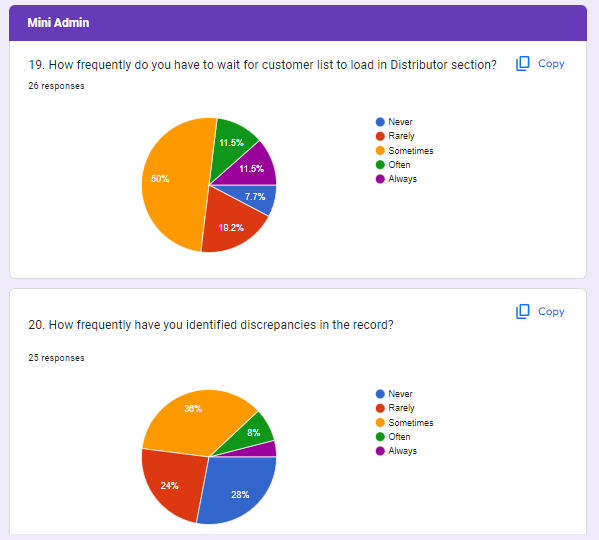 Mini Admin
19. How frequently do you have to wait for customer list to load in Distributor section?
Copy
26 responses
11.5%
11.5%
50%
7.7%
19.2%
Never
Rarely
Sometimes
Often
Always
Copy
20. How frequently have you identified discrepancies in the record?
25 responses
36%
8%
24%
28%
Never
Rarely
Sometimes
Often
Always